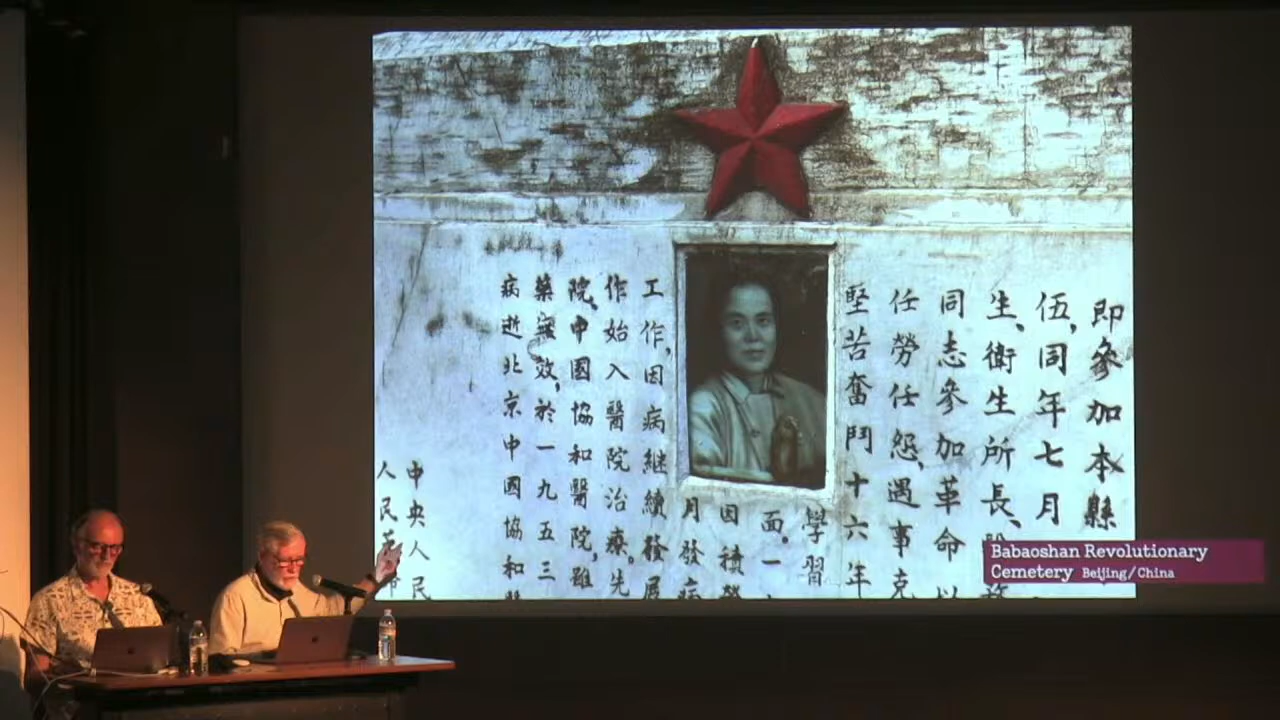 即參加本縣
伍,同年七月
生、衛生所長、
同志參加革命以
任勞任怨、遇事克
堅苦奮鬥十六年
學習
面。一
因積勞
月發病
工作,因病継續發展
作始入醫院治療。先
院、中國協和醫院,雖
藥無效,於一九五三
病逝北京中國協和
中央人民
人民
Babaoshan Revolutionary
Cemetery Beijing/China